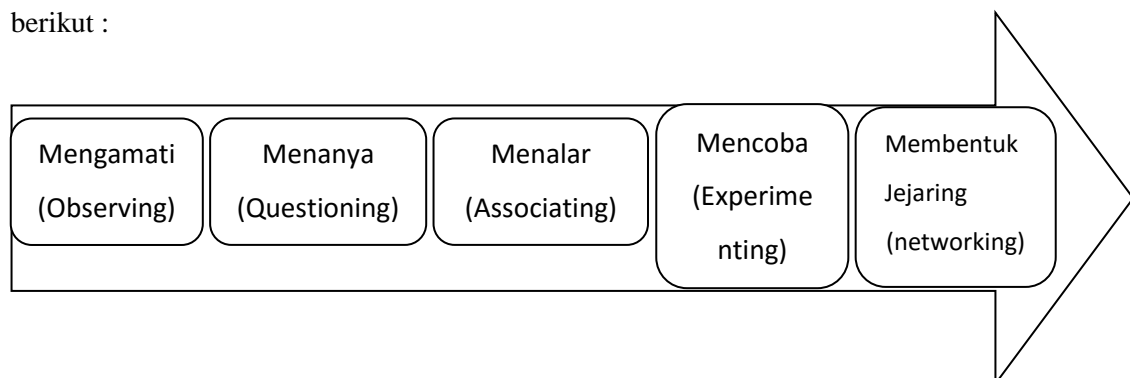 berikut :
Mengamati
(Observing)
Menanya
(Questioning)
Menalar
(Associating)
Mencoba
(Experime
nting)
Membentuk
Jejaring
(networking)